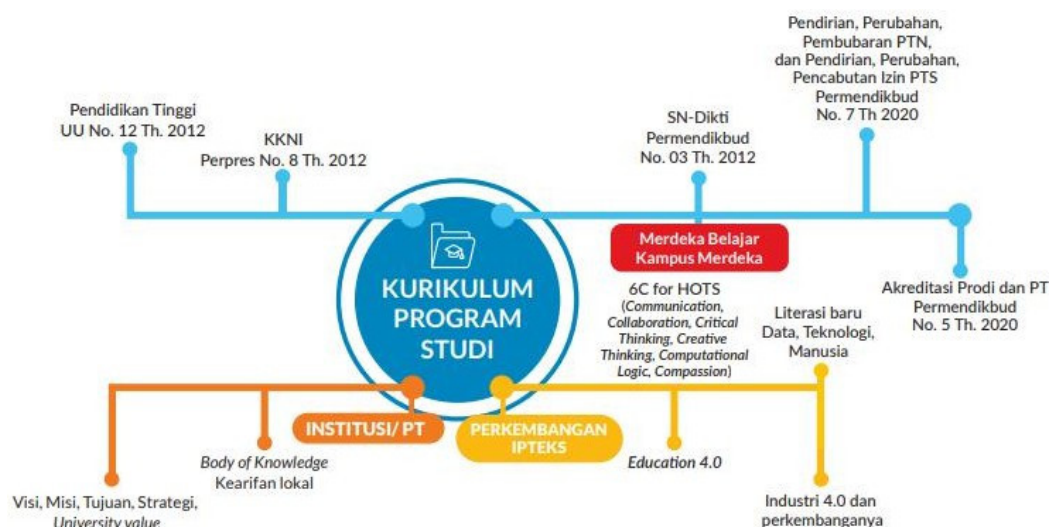 Pendirian, Perubahan,
Pembubaran PTN,
dan Pendirian, Perubahan,
Pencabutan Izin PTS
Permendikbud
No. 7 Th 2020
Pendidikan Tinggi
UU No. 12 Th. 2012
KKNI
Perpres No. 8 Th. 2012
SN-Dikti
Permendikbud
No. 03 Th. 2012
Merdeka Belajar
Kampus Merdeka
Akreditasi Prodi dan PT
Permendikbud
No. 5 Th. 2020
KURIKULUM
PROGRAM
STUDI
6C for HOTS
(Communication,
Collaboration, Critical
Thinking, Creative
Thinking, Computational
Logic, Compassion)
Literasi baru
Data, Teknologi,
Manusia
INSTITUSI/ PT
PERKEMBANGAN
IPTEKS
Body of Knowledge
Kearifan lokal
Education 4.0
Visi, Misi, Tujuan, Strategi,
University value
Industri 4.0 dan
perkembanganya